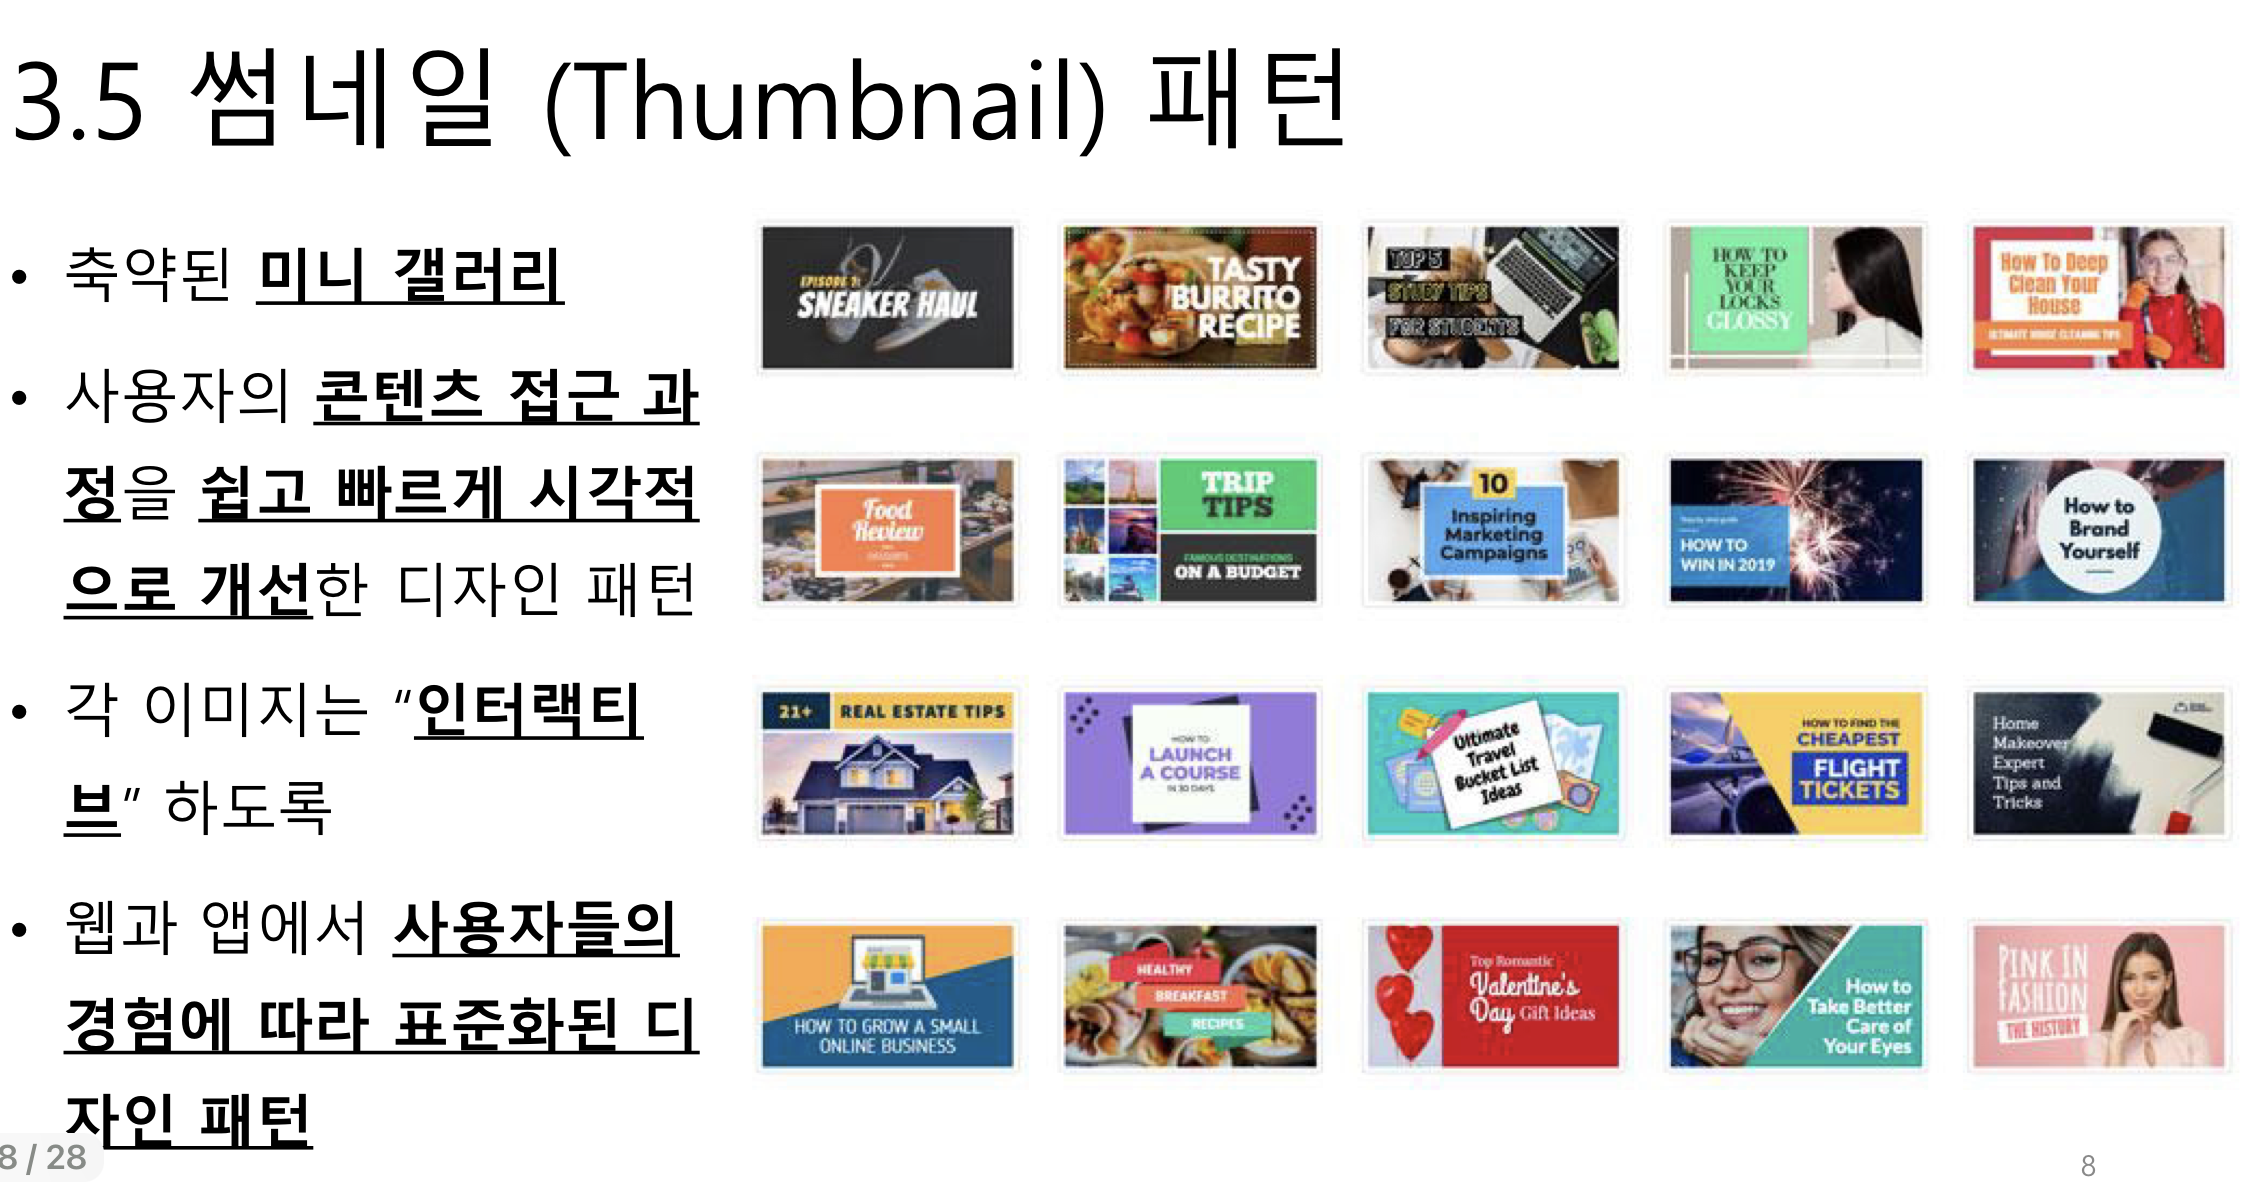 3.5 썸네일 (Thumbnail) 패턴
• 축약된 미니 갤러리
• 사용자의 콘텐츠 접근 과
정을 쉽고 빠르게 시각적
으로 개선한 디자인 패턴
• 각 이미지는 “인터랙티
브” 하도록
• 웹과 앱에서 사용자들의
경험에 따라 표준화된 디
자인 패턴
EPISODE 1:
SNEAKER HAUL
TASTY
BURRITO
RECIPE
TOP 5
STUDY TIPS
FOR STUDENTS
HOW TO
KEEP
YOUR
LOCKS
GLOSSY
How To Deep
Clean Your
House
ULTIMATE HOUSE CLEANING TIPS
Food
Review
TRIP
TIPS
FAMOUS DESTINATIONS
ON A BUDGET
10
Inspiring
Marketing
Campaigns
HOW TO
WIN IN 2019
How to
Brand
Yourself
21+ REAL ESTATE TIPS
HOW TO
LAUNCH
A COURSE
IN 30 DAYS
Ultimate
Travel
Bucket List
Ideas
HOW TO FIND THE
CHEAPEST
FLIGHT
TICKETS
Home
Makeover
Expert
Tips and
Tricks
HOW TO GROW A SMALL
ONLINE BUSINESS
HEALTHY
BREAKFAST
RECIPES
Top Romantic
Valentine's
Day Gift Ideas
How to
Take Better
Care of
Your Eyes
PINK IN
FASHION
THE HISTORY
8 / 28
8